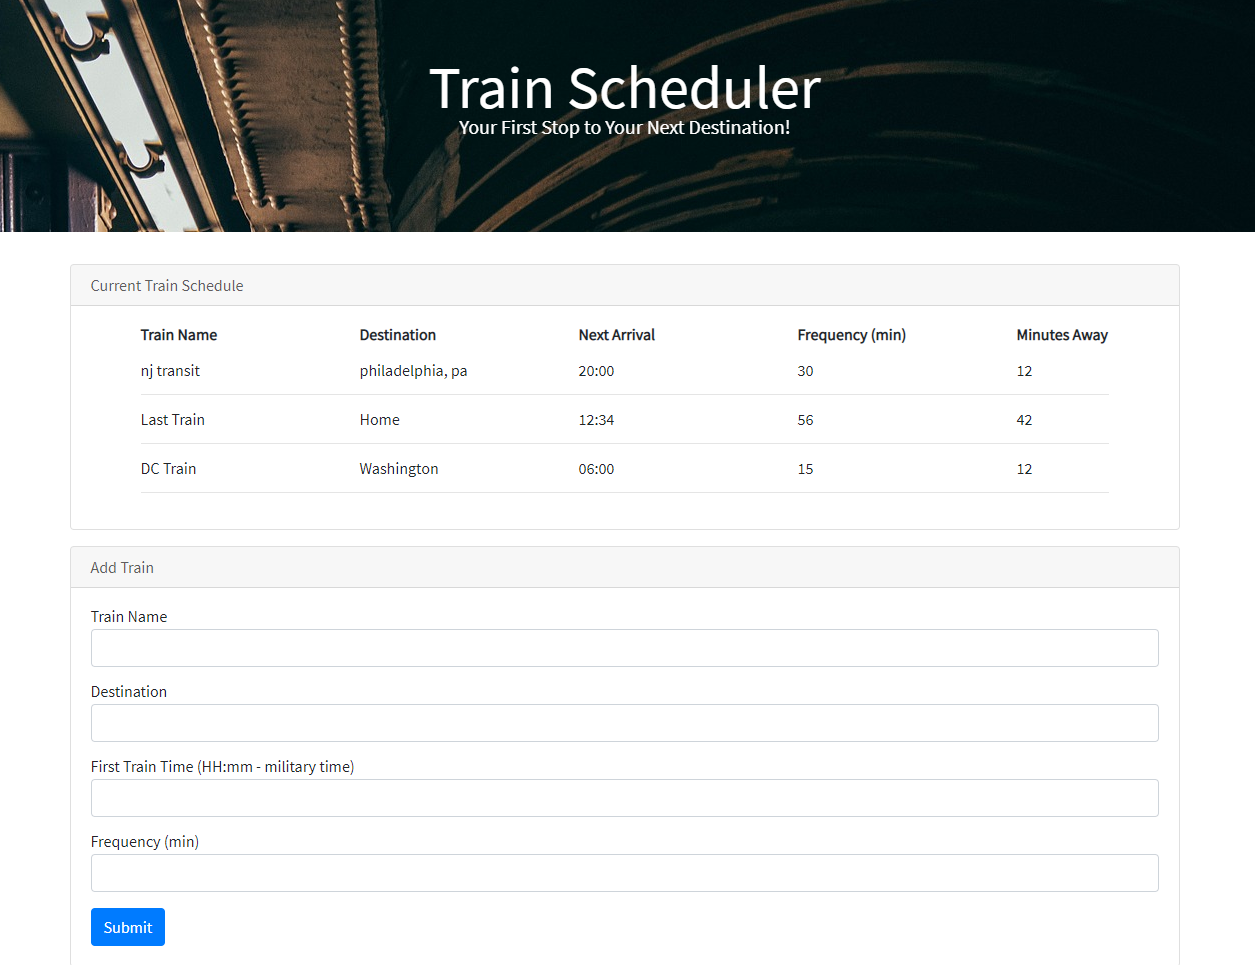 Train Scheduler
Your First Stop to Your Next Destination!
Current Train Schedule
Train Name Destination Next Arrival Frequency (min) Minutes Away
nj transit philadelphia, pa 20:00 30 12
Last Train Home 12:34 56 42
DC Train Washington 06:00 15 12
Add Train
Train Name
Destination
First Train Time (HH:mm - military time)
Frequency (min)
Submit